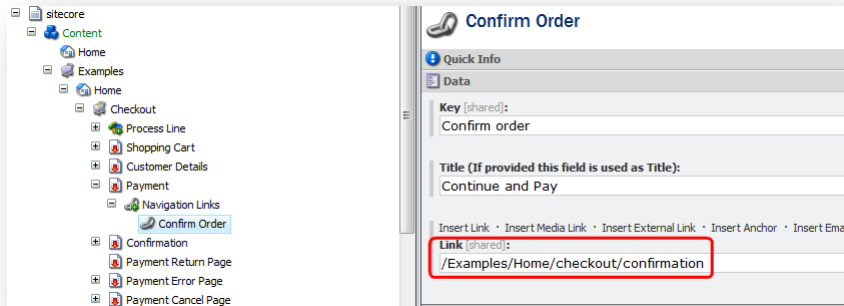 sitecore
Content
Home
Examples
Home
Checkout
Process Line
Shopping Cart
Customer Details
Payment
Navigation Links
Confirm Order
Confirmation
Payment Return Page
Payment Error Page
Payment Cancel Page
Confirm Order
Quick Info
Data
Key [shared]:
Confirm order
Title (If provided this field is used as Title):
Continue and Pay
Insert Link · Insert Media Link · Insert External Link · Insert Anchor · Insert Ema
Link [shared]:
/Examples/Home/checkout/confirmation